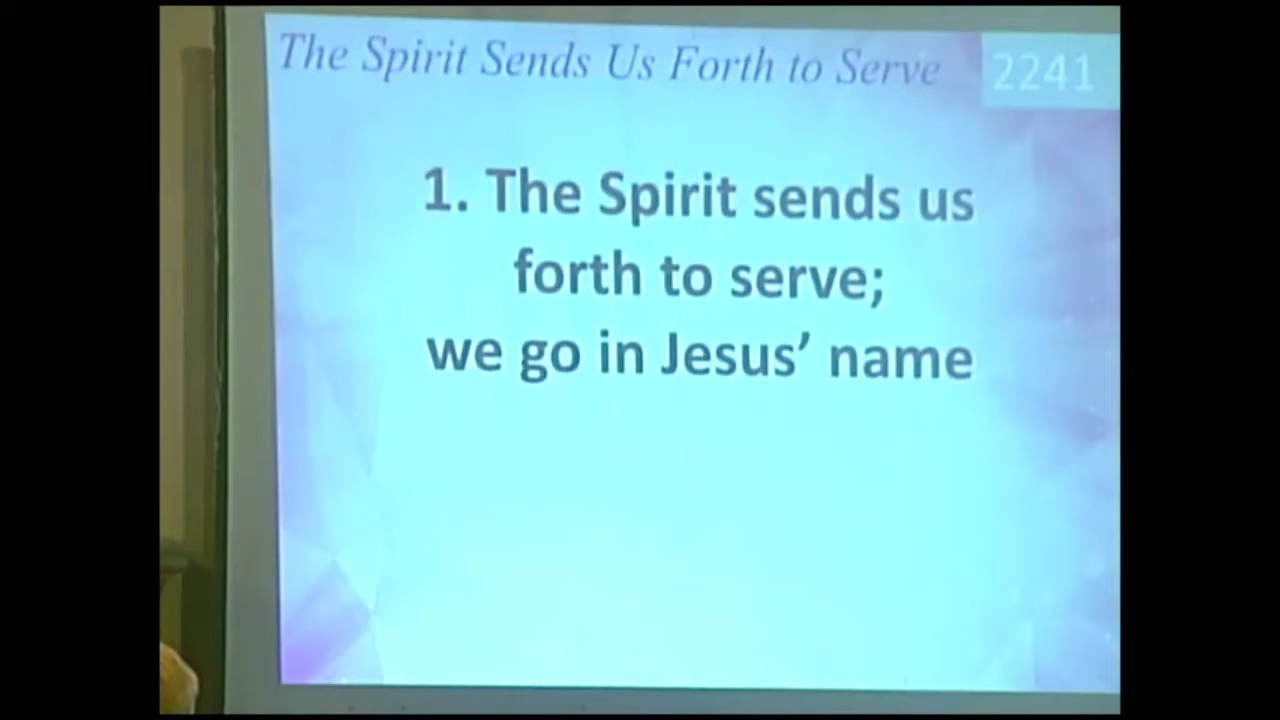 The Spirit Sends Us Forth to Serve
2241
1. The Spirit sends us
forth to serve;
we go in Jesus’ name